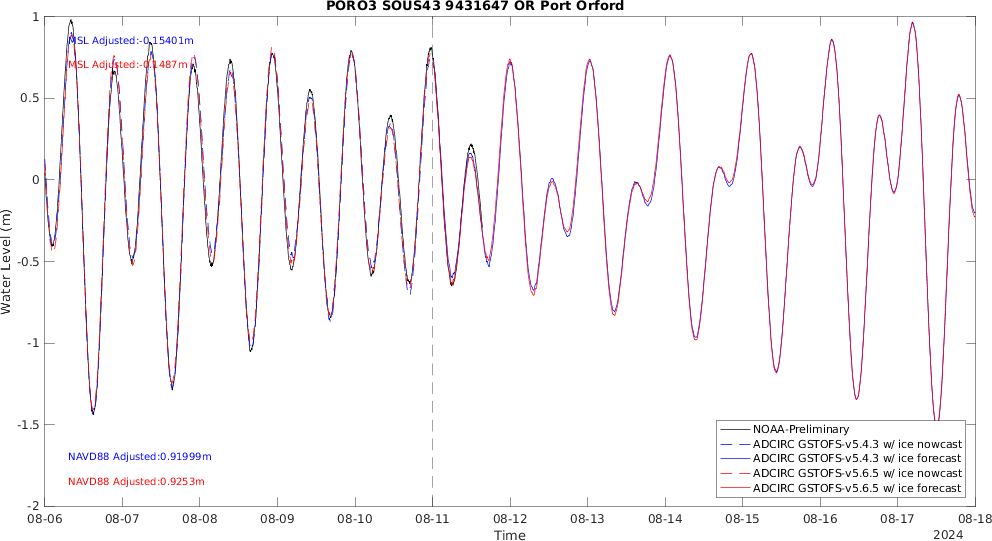 PORO3 SOUS43 9431647 OR Port Orford
Water Level (m)
1
0.5
0
-0.5
-1
-1.5
-2
MSL Adjusted:-0.15401m
MSL Adjusted:-0.1487m
NAVD88 Adjusted:0.91999m
NAVD88 Adjusted:0.9253m
NOAA-Preliminary
ADCIRC GSTOFS-v5.4.3 w/ ice nowcast
ADCIRC GSTOFS-v5.4.3 w/ ice forecast
ADCIRC GSTOFS-v5.6.5 w/ ice nowcast
ADCIRC GSTOFS-v5.6.5 w/ ice forecast
08-06 08-07 08-08 08-09 08-10 08-11 08-12 08-13 08-14 08-15 08-16 08-17 08-18
Time
2024